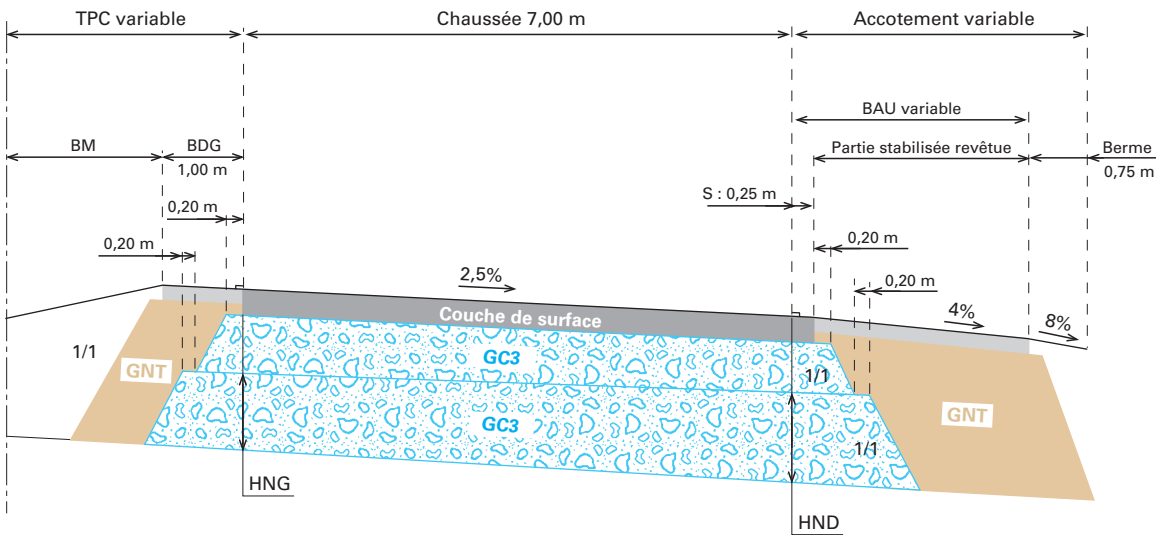 TPC variable
Chaussée 7,00 m
Accotement variable
BAU variable
BM
BDG
1,00 m
Partie stabilisée revêtue
Berme
0,75 m
0,20 m
S : 0,25 m
0,20 m
0,20 m
0,20 m
2,5%
4%
8%
Couche de surface
1/1
GNT
GC3
1/1
GNT
GC3
1/1
HNG
HND